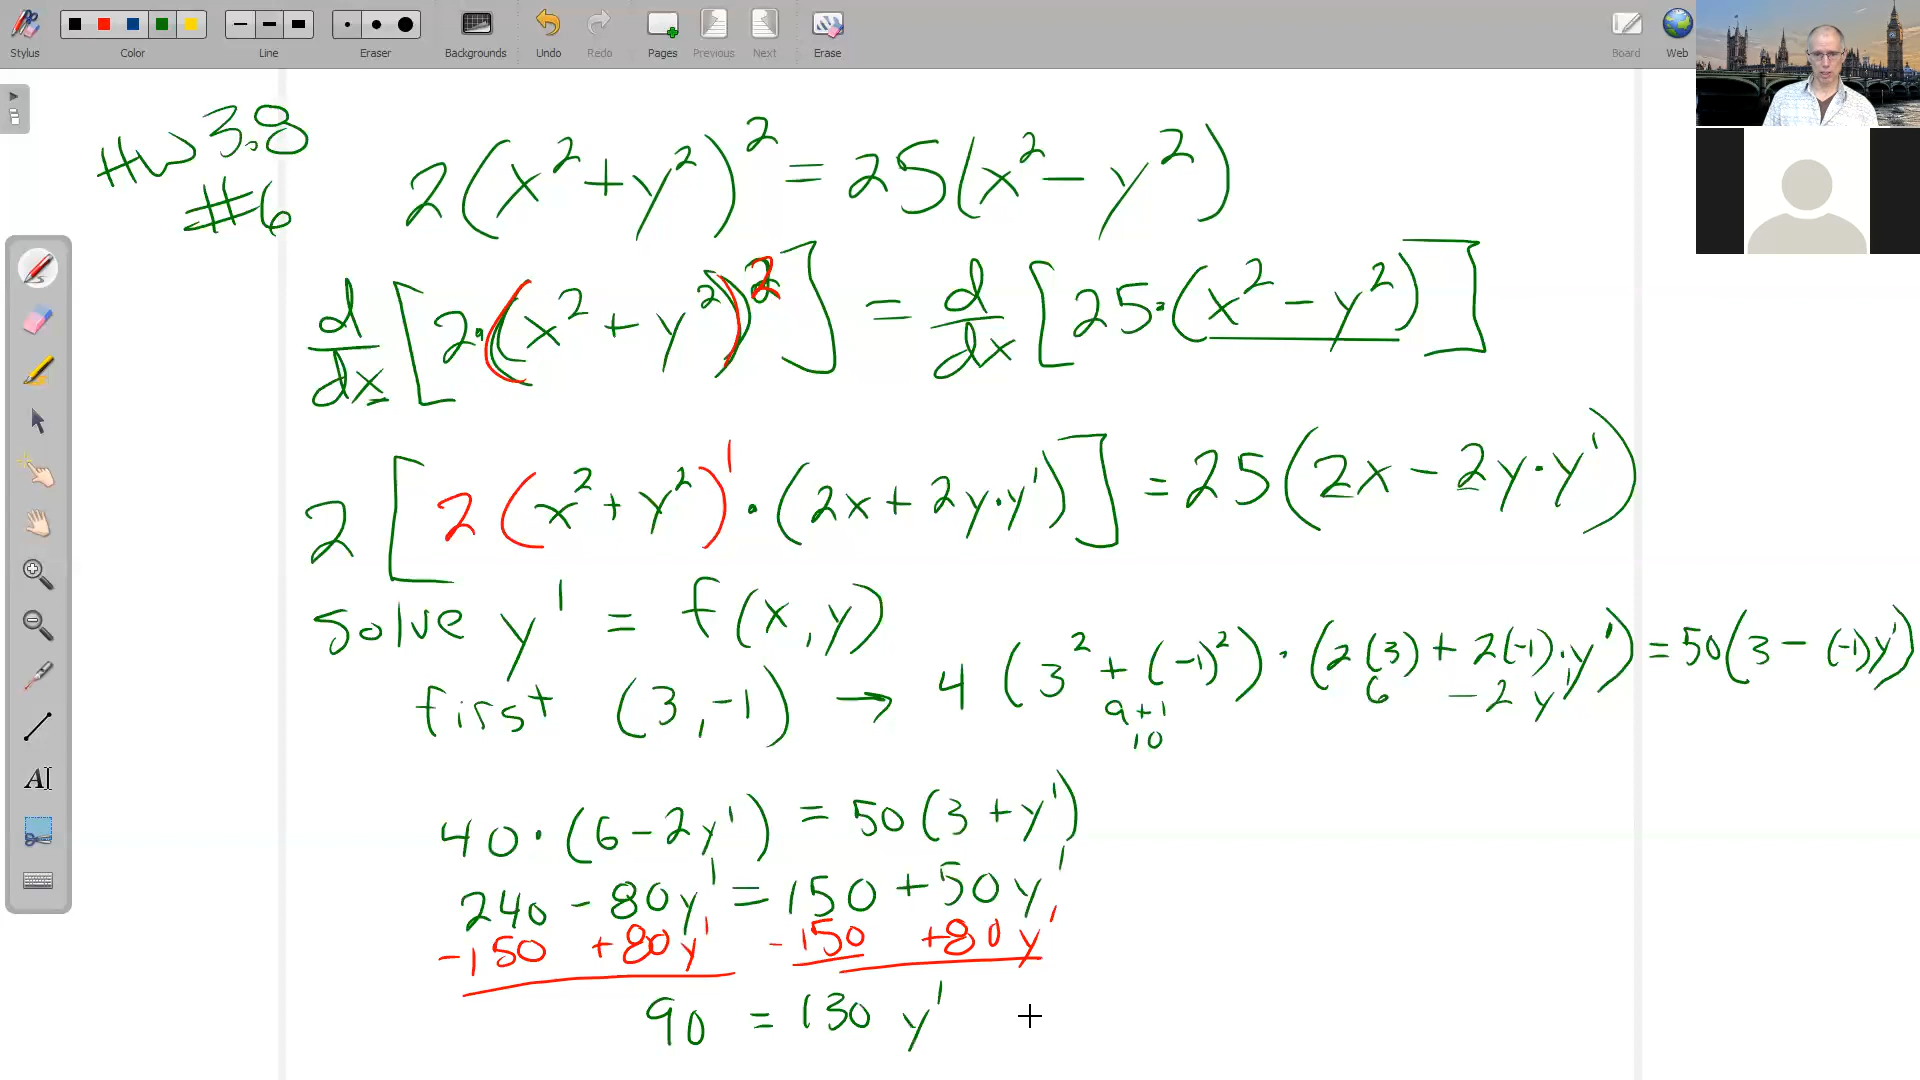 Stylus Color Line Eraser Backgrounds Undo Redo Pages Previous Next Erase Board Web
HW 3.8
#6
2(x²+y²)² = 25(x²-y²)
d/dx [2·(x²+y²)²] = d/dx [25·(x²-y²)]
2[2(x²+y²)'·(2x+2y·y')] = 25(2x-2y·y')
solve y' = f(x,y)
first (3,-1) → 4(3²+(-1)²)·(2(3)+2(-1)·y') = 50(3-(-1)y')
9+1 6 -2y'
10
40·(6-2y') = 50(3+y')
240-80y' = 150+50y'
-150 +80y' -150 +80y'
90 = 130y'